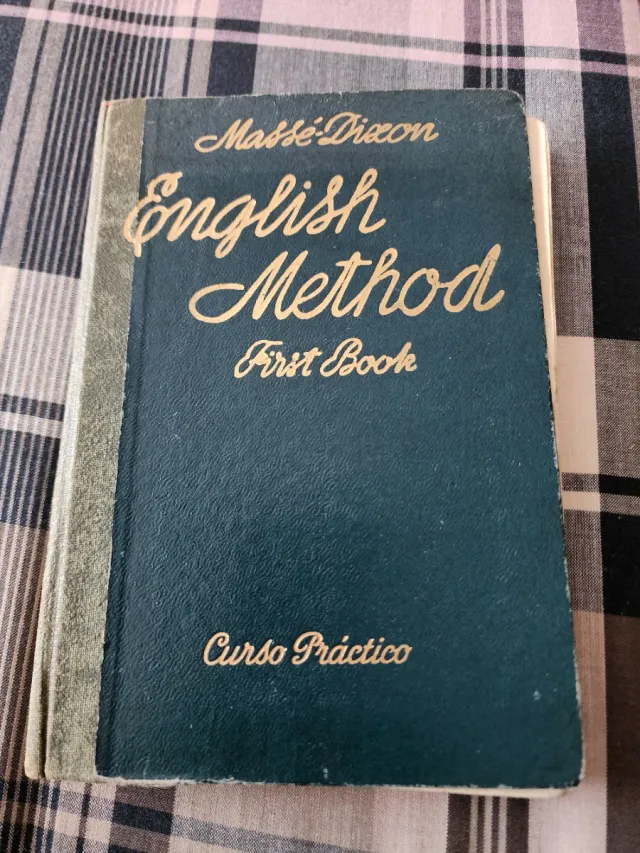 Massé-Dixon
English
Method
First Book
Curso Práctico